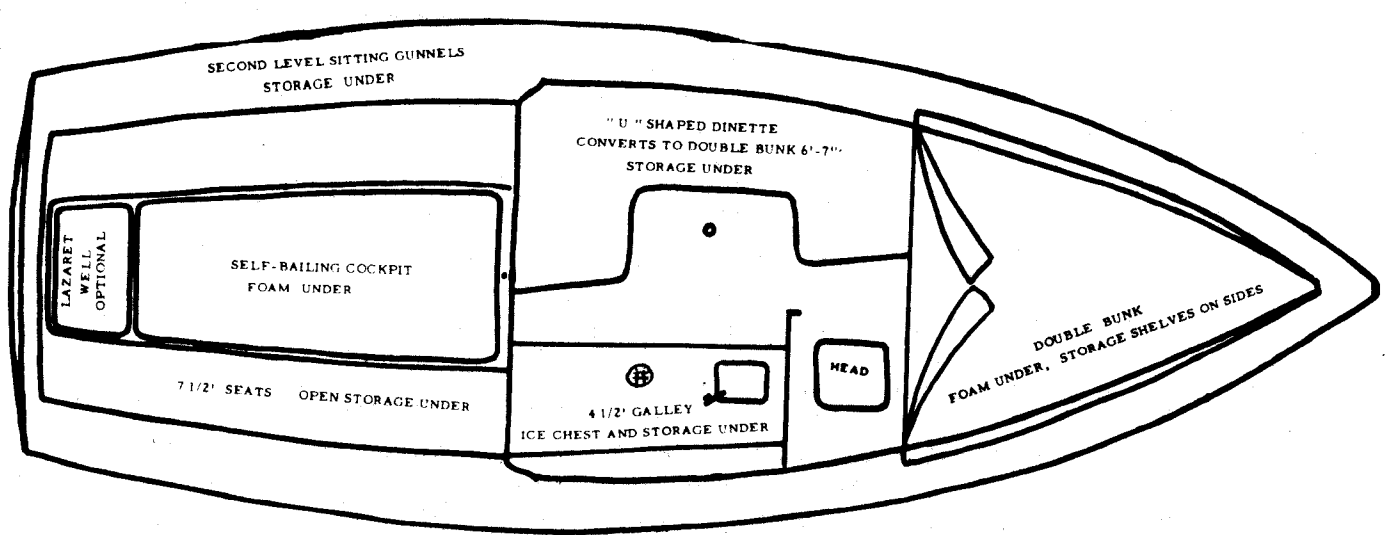 SECOND LEVEL SITTING GUNNELS
STORAGE UNDER
" U " SHAPED DINETTE
CONVERTS TO DOUBLE BUNK 6'-7"
STORAGE UNDER
LAZARET
WELL
OPTIONAL
SELF-BAILING COCKPIT
FOAM UNDER
7 1/2' SEATS OPEN STORAGE UNDER
4 1/2' GALLEY
ICE CHEST AND STORAGE UNDER
HEAD
DOUBLE BUNK
FOAM UNDER, STORAGE SHELVES ON SIDES